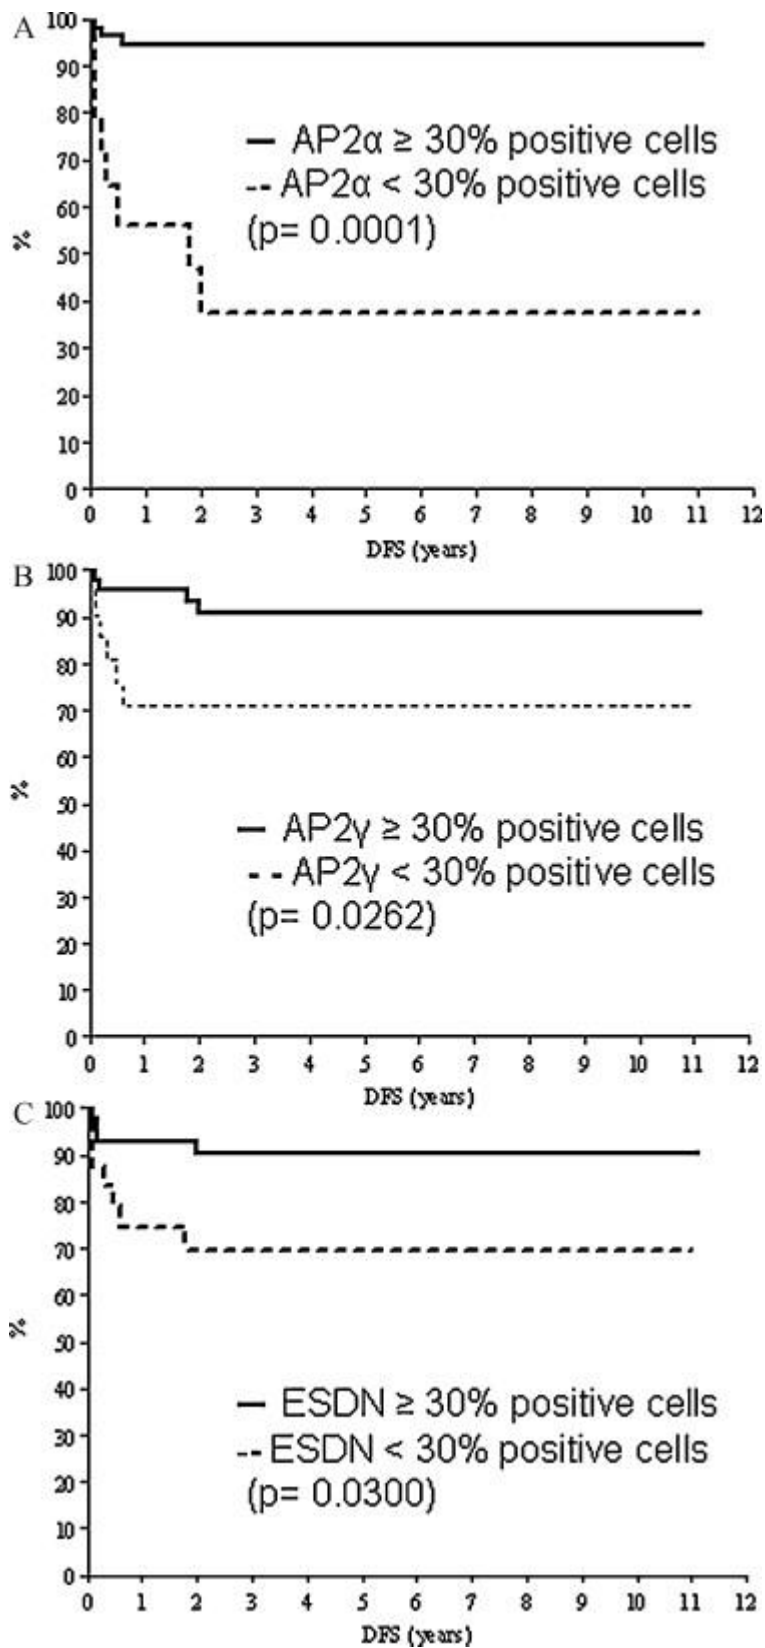 A
100
90
80
70
60
50
40
30
20
10
0
%
AP2α ≥ 30% positive cells
AP2α < 30% positive cells
(p= 0.0001)
0 1 2 3 4 5 6 7 8 9 10 11 12
DFS (years)
B
100
90
80
70
60
50
40
30
20
10
0
%
AP2γ ≥ 30% positive cells
AP2γ < 30% positive cells
(p= 0.0262)
0 1 2 3 4 5 6 7 8 9 10 11 12
DFS (years)
C
100
90
80
70
60
50
40
30
20
10
0
%
ESDN ≥ 30% positive cells
ESDN < 30% positive cells
(p= 0.0300)
0 1 2 3 4 5 6 7 8 9 10 11 12
DFS (years)